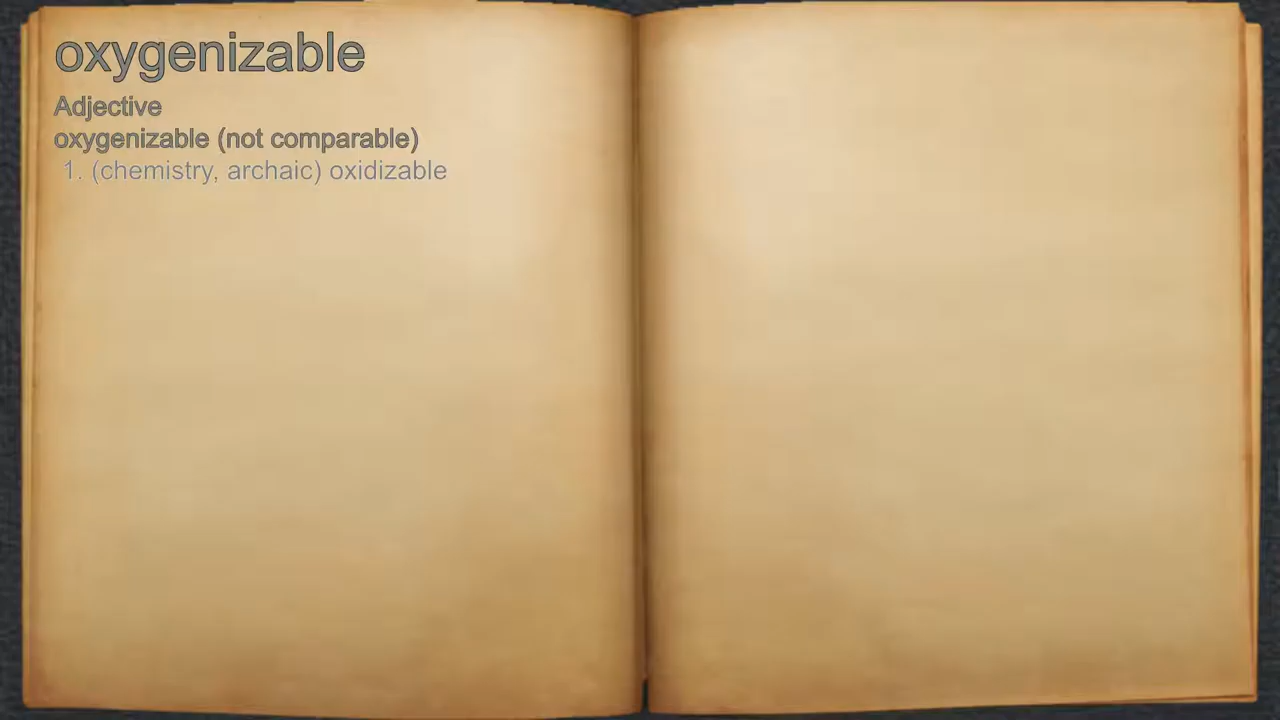 oxygenizable
Adjective
oxygenizable (not comparable)
1. (chemistry, archaic) oxidizable